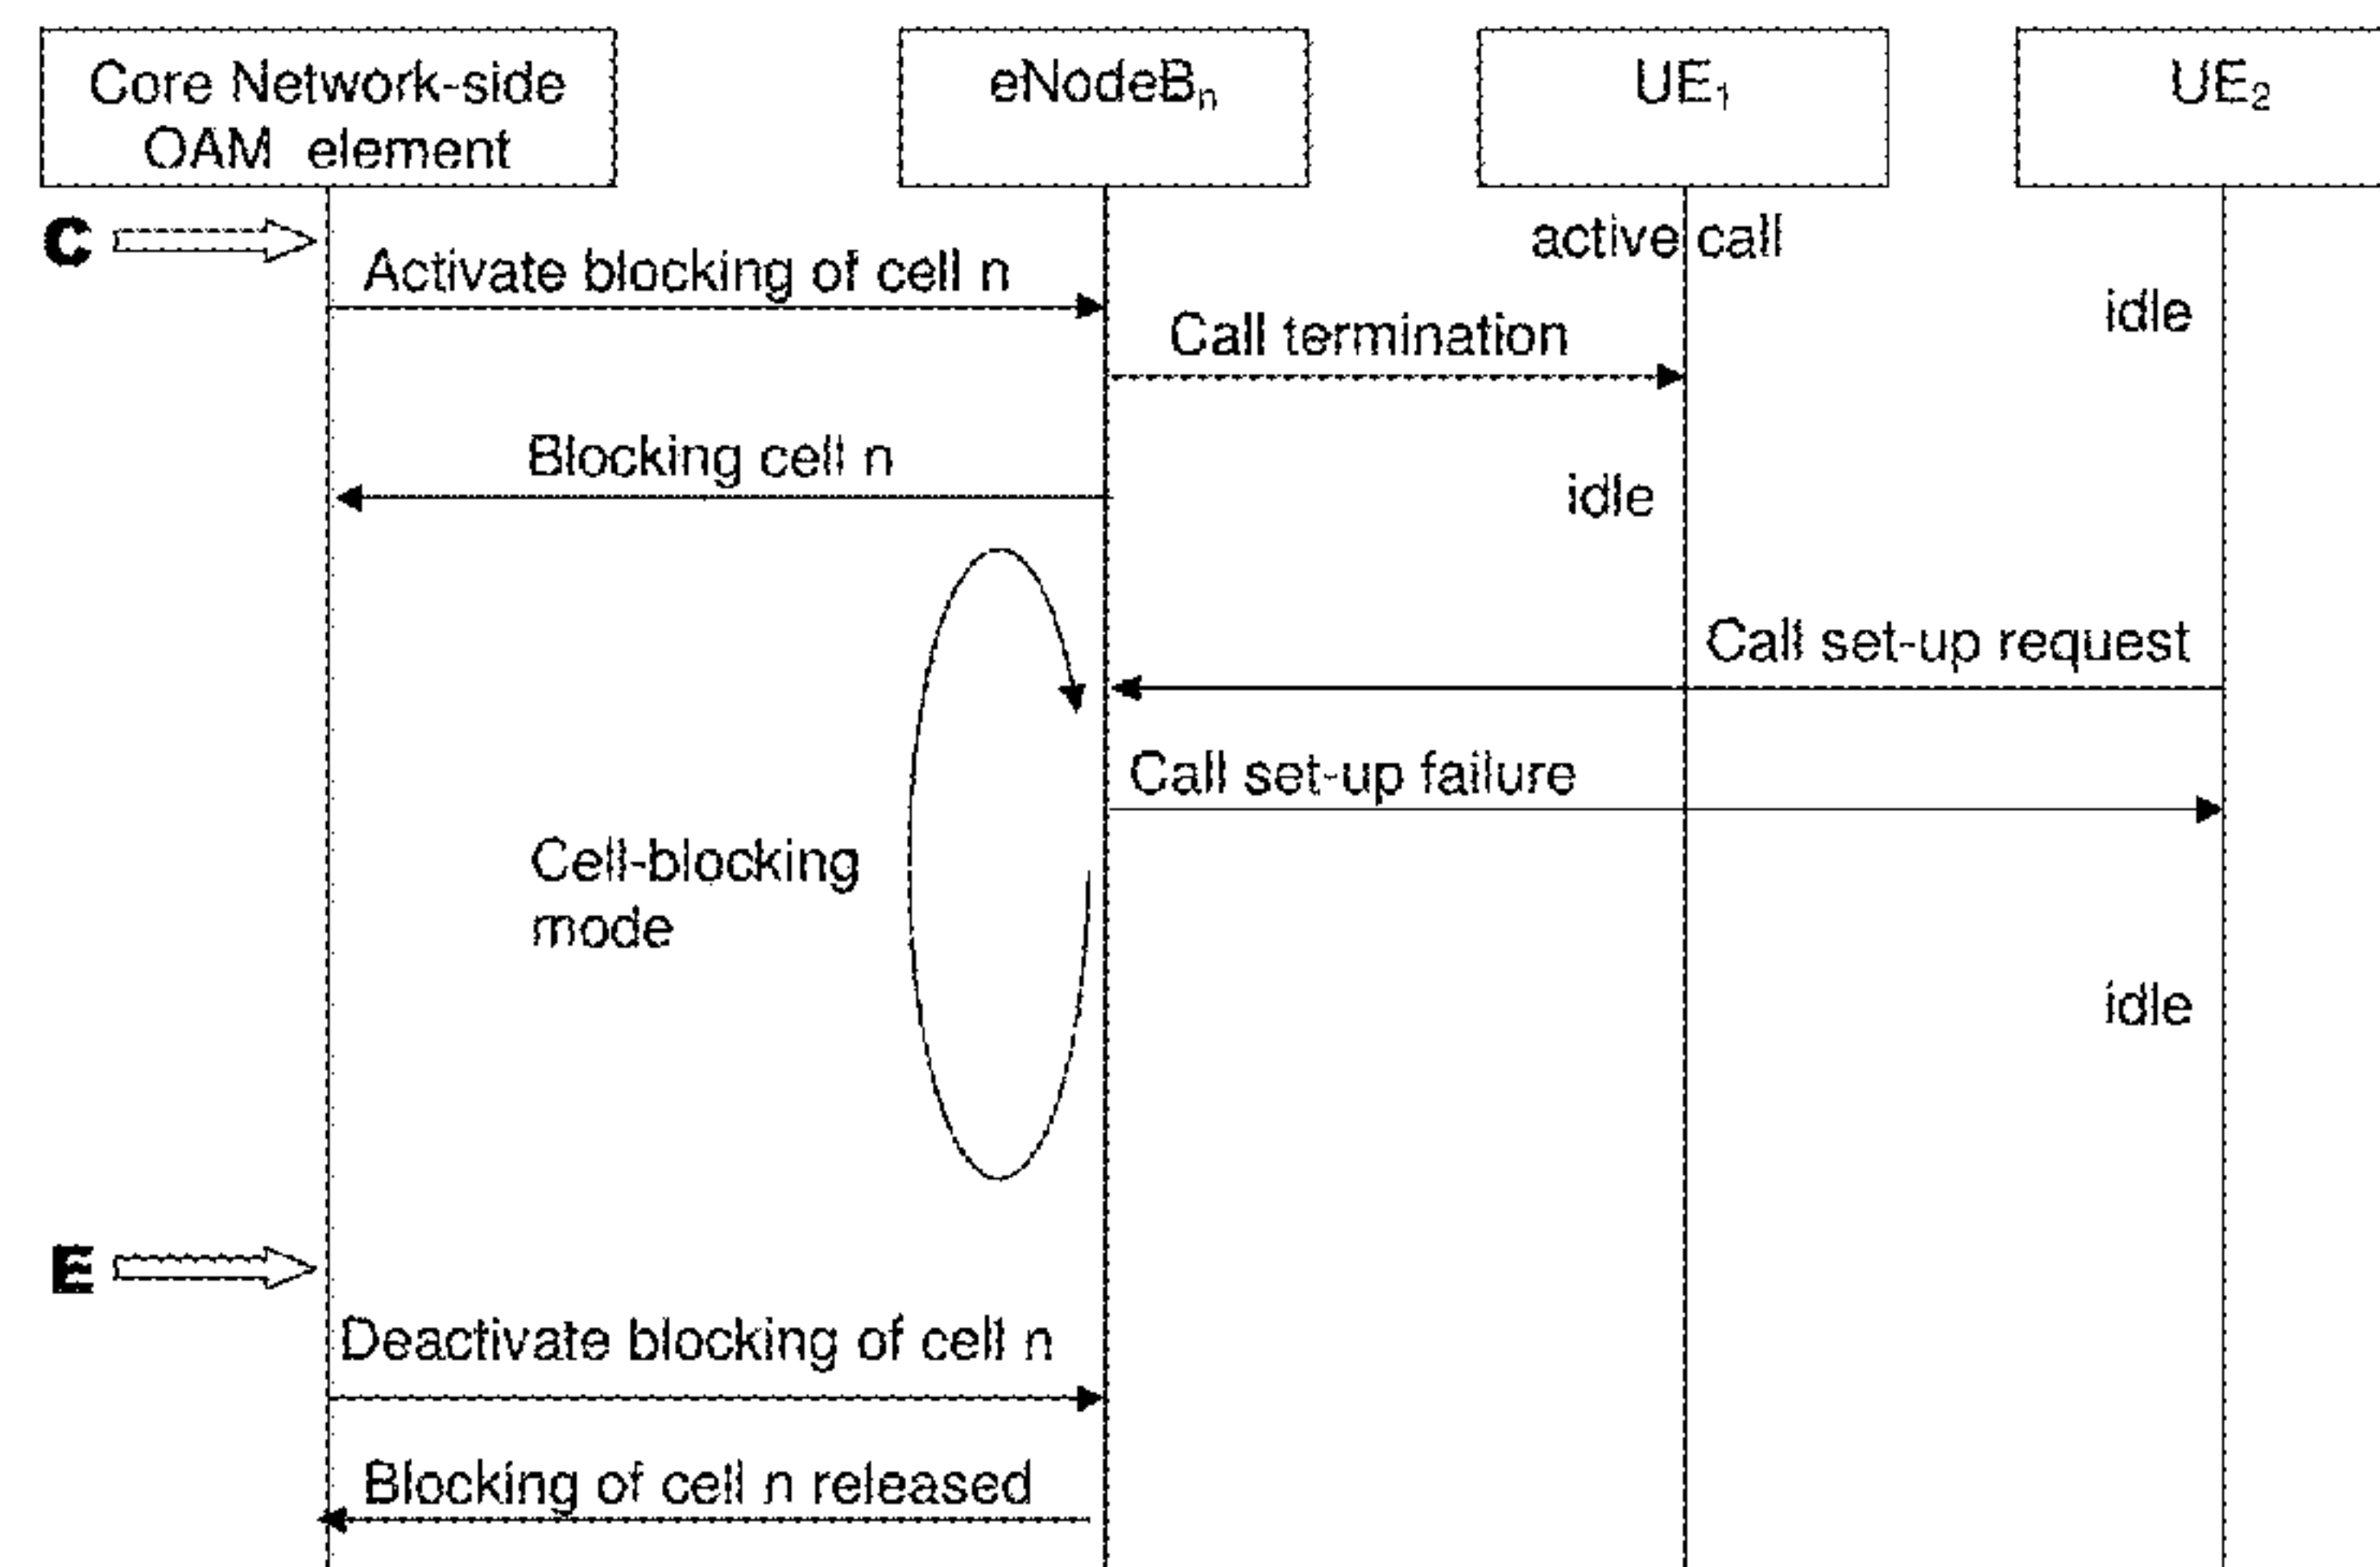 Core Network-side
OAM element
eNodeBₙ
UE₁
UE₂
C
active call
Activate blocking of cell n
idle
Call termination
Blocking cell n
idle
Call set-up request
Call set-up failure
Cell-blocking
mode
idle
E
Deactivate blocking of cell n
Blocking of cell n released